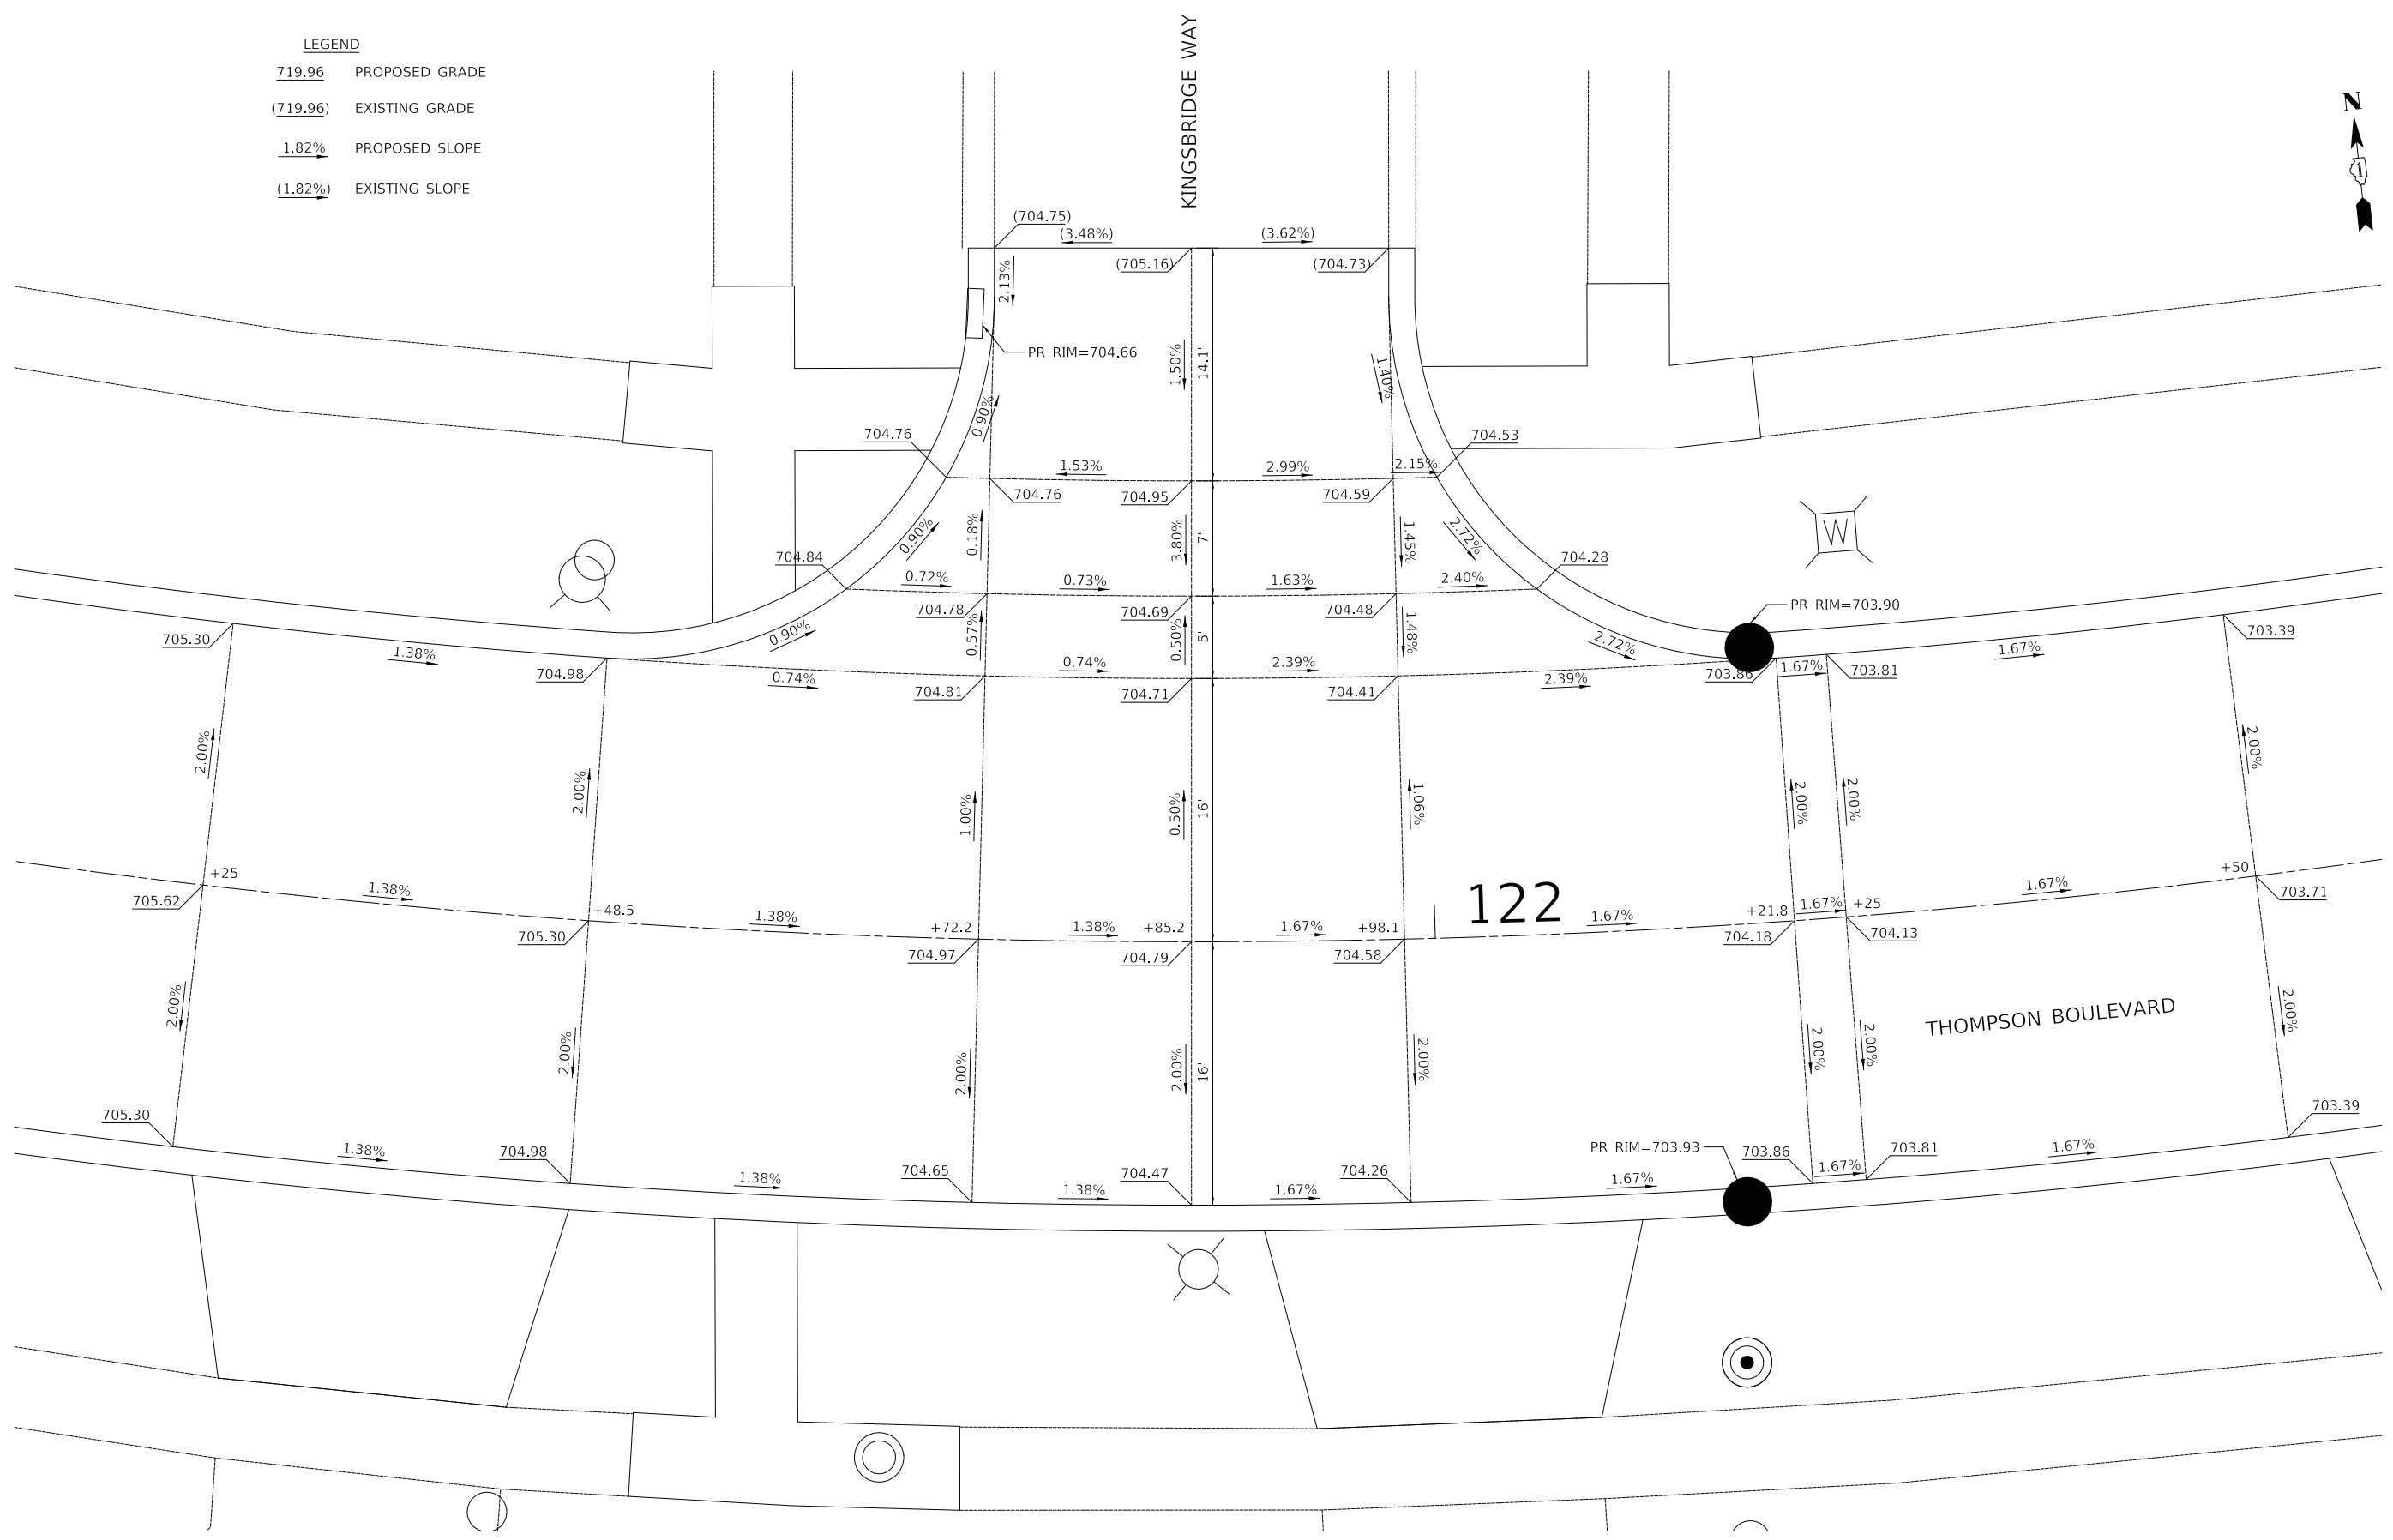 LEGEND
719.96 PROPOSED GRADE
(719.96) EXISTING GRADE
1.82% PROPOSED SLOPE
(1.82%) EXISTING SLOPE
KINGSBRIDGE WAY
N
1
(704.75)
(3.48%) (3.62%)
(705.16) (704.73)
2.13%
PR RIM=704.66
1.50% 14.1' 1.40%
0.90%
704.76 704.53
1.53% 2.99% 2.15%
704.76 704.95 704.59
0.90% 0.18% 3.80% 7' 1.45% 2.72%
W
704.84 704.28
0.72% 0.73% 1.63% 2.40%
704.78 704.69 704.48
PR RIM=703.90
705.30 0.90% 0.57% 0.50% 5' 1.48% 2.72% 703.39
1.38% 0.74% 2.39% 1.67%
704.98 0.74% 704.81 704.71 704.41 2.39% 703.86 1.67% 703.81
2.00% 2.00% 1.00% 0.50% 16' 1.06% 2.00% 2.00% 2.00%
+25 +50
705.62 1.38% 1.67% 703.71
+48.5 1.38% +72.2 1.38% +85.2 1.67% +98.1 122 1.67% +21.8 1.67% +25
705.30 704.97 704.79 704.58 704.18 704.13
THOMPSON BOULEVARD
2.00% 2.00% 2.00% 2.00% 16' 2.00% 2.00% 2.00% 2.00%
705.30 703.39
1.38% 704.98 PR RIM=703.93 703.86 703.81 1.67%
1.38% 704.65 1.38% 704.47 1.67% 704.26 1.67% 1.67%